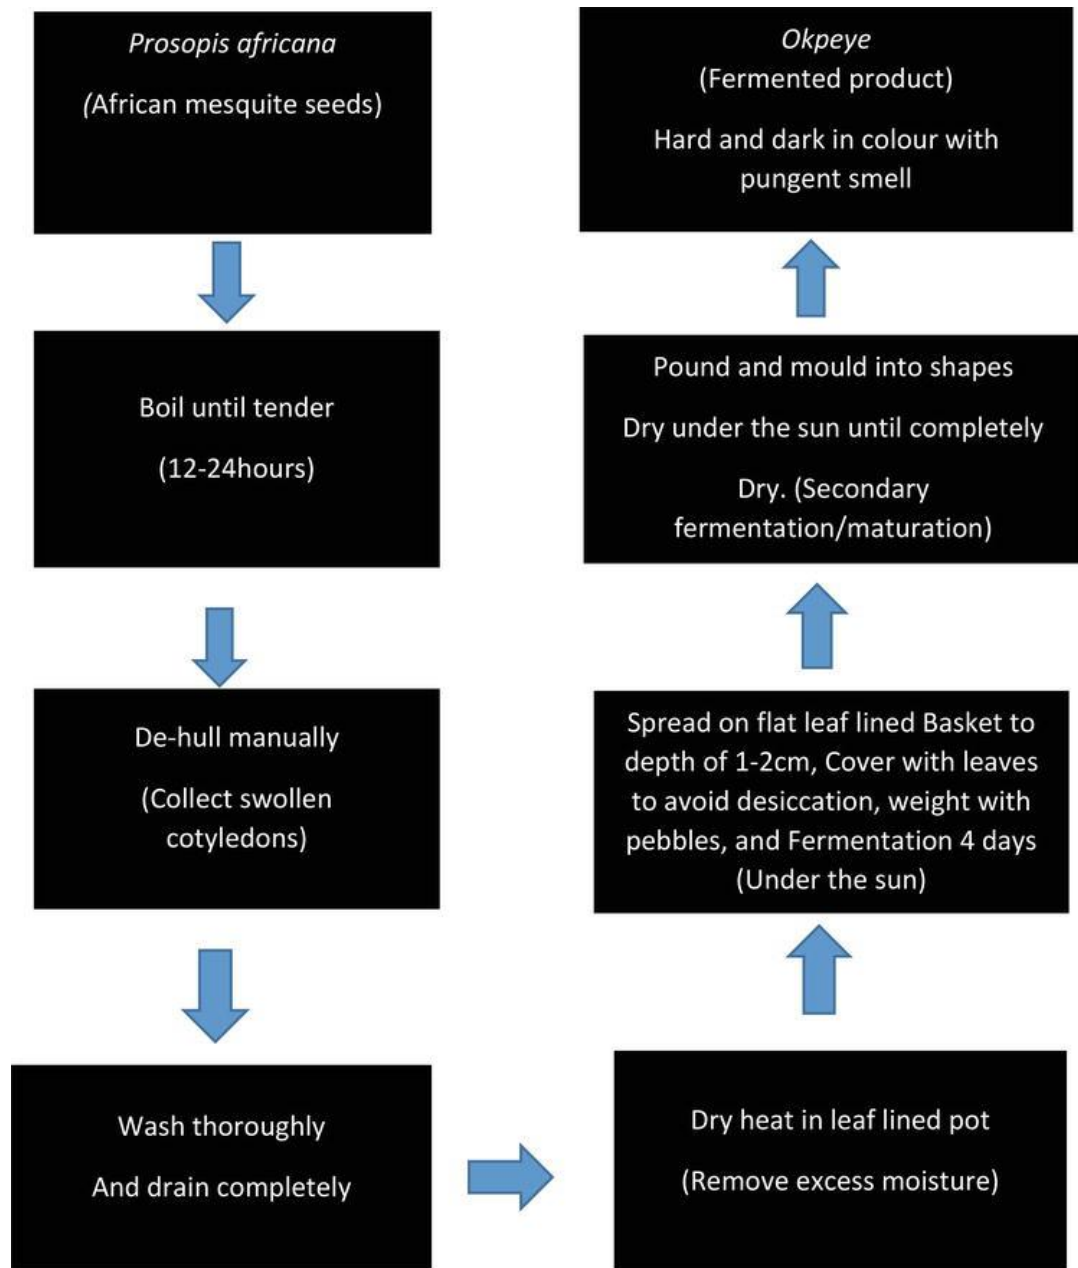 Prosopis africana
(African mesquite seeds)
Boil until tender
(12-24hours)
De-hull manually
(Collect swollen
cotyledons)
Wash thoroughly
And drain completely
Dry heat in leaf lined pot
(Remove excess moisture)
Spread on flat leaf lined Basket to
depth of 1-2cm, Cover with leaves
to avoid desiccation, weight with
pebbles, and Fermentation 4 days
(Under the sun)
Pound and mould into shapes
Dry under the sun until completely
Dry. (Secondary
fermentation/maturation)
Okpeye
(Fermented product)
Hard and dark in colour with
pungent smell